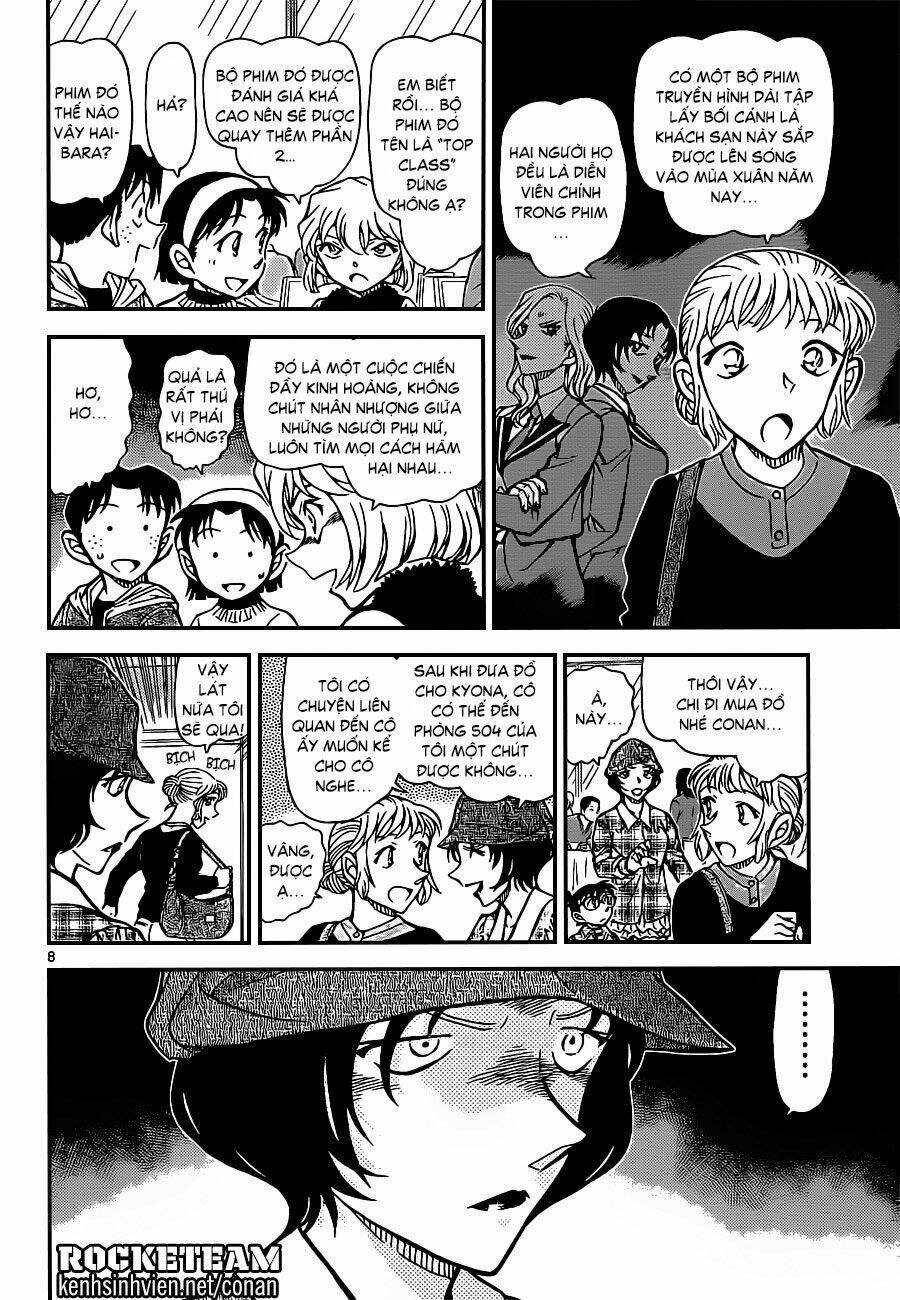 CÓ MỘT BỘ PHIM
TRUYỀN HÌNH DÀI TẬP
LẤY BỐI CẢNH LÀ
KHÁCH SẠN NÀY SẮP
ĐƯỢC LÊN SÓNG
VÀO MÙA XUÂN NĂM
NAY...
HAI NGƯỜI HỌ
ĐỀU LÀ DIỄN
VIÊN CHÍNH
TRONG PHIM
...
EM BIẾT
RỒI... BỘ
PHIM ĐÓ
TÊN LÀ “TOP
CLASS”
ĐÚNG
KHÔNG Ạ?
BỘ PHIM ĐÓ ĐƯỢC
ĐÁNH GIÁ KHÁ
CAO NÊN SẼ ĐƯỢC
QUAY THÊM PHẦN
2...
HẢ?
PHIM ĐÓ
THẾ NÀO
VẬY HAI-
BARA?
ĐÓ LÀ MỘT CUỘC CHIẾN
ĐẦY KINH HOÀNG, KHÔNG
CHÚT NHÂN NHƯỢNG GIỮA
NHỮNG NGƯỜI PHỤ NỮ,
LUÔN TÌM MỌI CÁCH HÃM
HẠI NHAU...
QUẢ LÀ
RẤT THÚ
VỊ PHẢI
KHÔNG?
HƠ,
HƠ...
THÔI VẬY...
CHỊ ĐI MUA ĐỒ
NHÉ CONAN...
À,
NÀY...
SAU KHI ĐƯA ĐỒ
CHO KYONA, CÔ
CÓ THỂ ĐẾN
PHÒNG 504 CỦA
TÔI MỘT CHÚT
ĐƯỢC KHÔNG...
TÔI CÓ
CHUYỆN LIÊN
QUAN ĐẾN CÔ
ẤY MUỐN KỂ
CHO CÔ
NGHE...
VÂNG,
ĐƯỢC
Ạ...
VẬY
LÁT
NỮA TÔI
SẼ QUA!
BỊCH
BỊCH
8
.........
ROCKETEAM
kenhsinhvien.net/conan